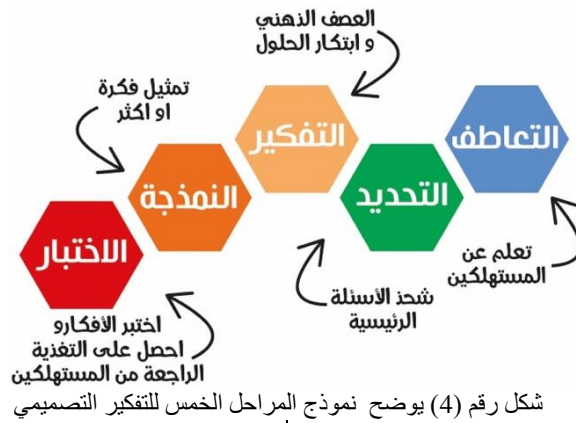 العصف الذهني
و ابتكار الحلول
تمثيل فكرة
او اكثر
التعاطف
التفكير
التحديد
النمذجة
الاختبار
تعلم عن
المستهلكين
شحذ الأسئلة
الرئيسية
اختبر الأفكارو
احصل على التغذية
الراجعة من المستهلكين
شكل رقم (4) يوضح نموذج المراحل الخمس للتفكير التصميمي